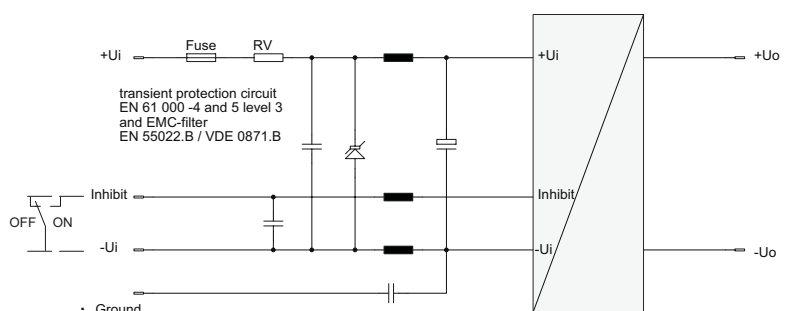 Fuse RV
+Ui +Ui +Uo
transient protection circuit
EN 61 000 -4 and 5 level 3
and EMC-filter
EN 55022.B / VDE 0871.B
Inhibit Inhibit
OFF ON
-Ui -Ui -Uo
Ground